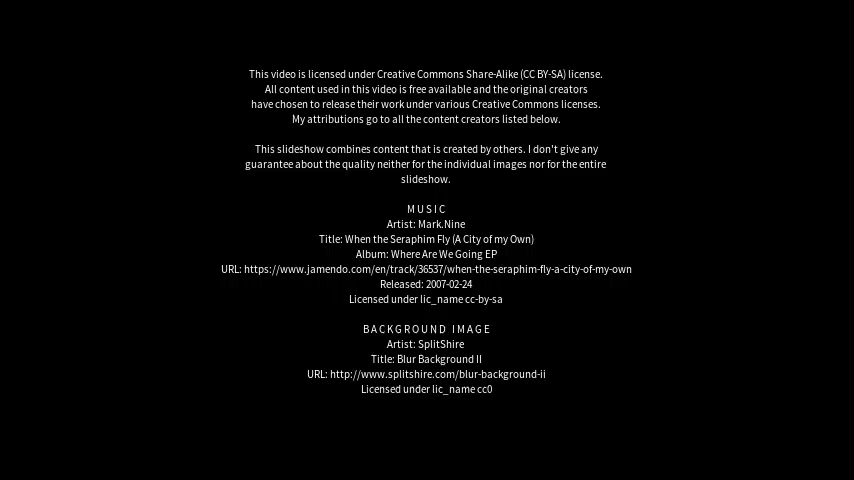 This video is licensed under Creative Commons Share-Alike (CC BY-SA) license.
All content used in this video is free available and the original creators
have chosen to release their work under various Creative Commons licenses.
My attributions go to all the content creators listed below.
This slideshow combines content that is created by others. I don't give any
guarantee about the quality neither for the individual images nor for the entire
slideshow.
MUSIC
Artist: Mark.Nine
Title: When the Seraphim Fly (A City of my Own)
Album: Where Are We Going EP
URL: https://www.jamendo.com/en/track/36537/when-the-seraphim-fly-a-city-of-my-own
Released: 2007-02-24
Licensed under lic_name cc-by-sa
BACKGROUND IMAGE
Artist: SplitShire
Title: Blur Background II
URL: http://www.splitshire.com/blur-background-ii
Licensed under lic_name cc0